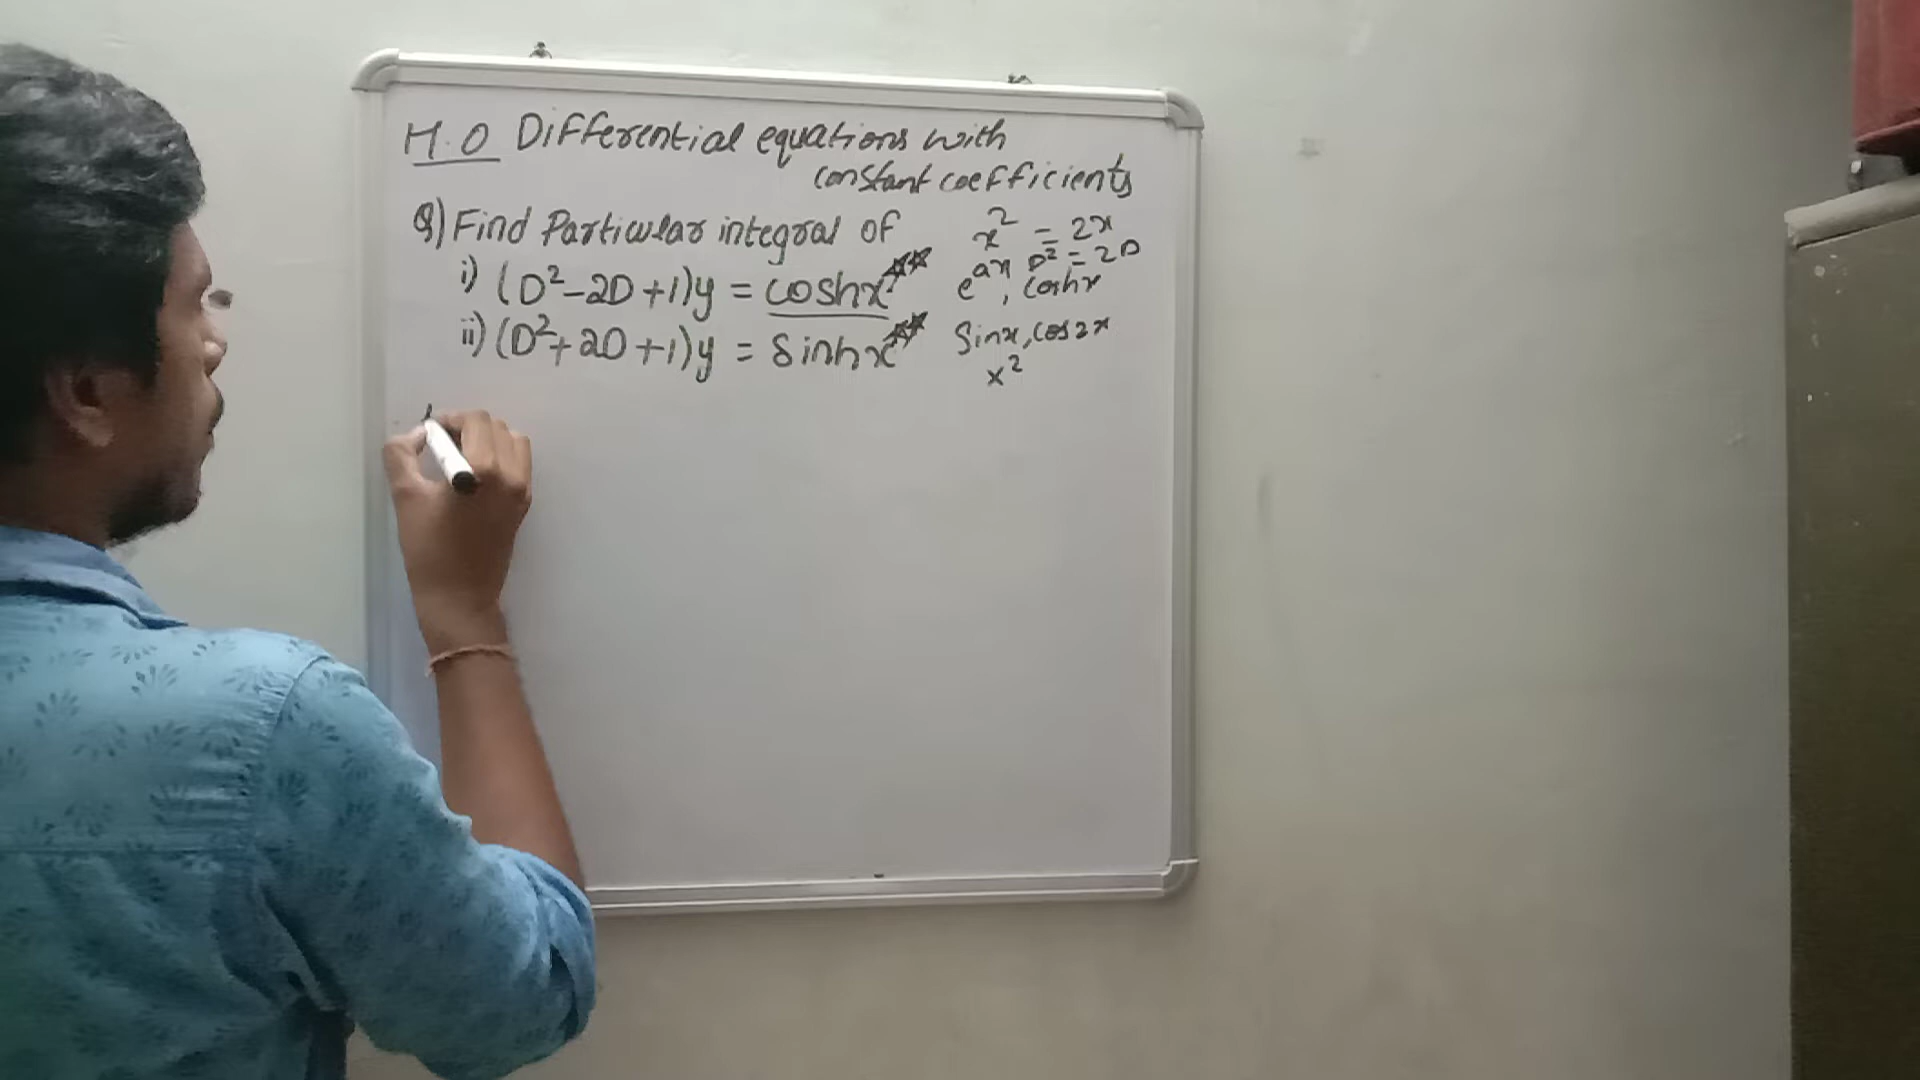 H.O Differential equations with
constant coefficients
Q) Find Particular integral of
i) (D²-2D+1)y = coshx**
ii) (D²+2D+1)y = sinhx**
x² = 2x
D² = 2D
e^ax, coshx
Sinx, cos2x
x²